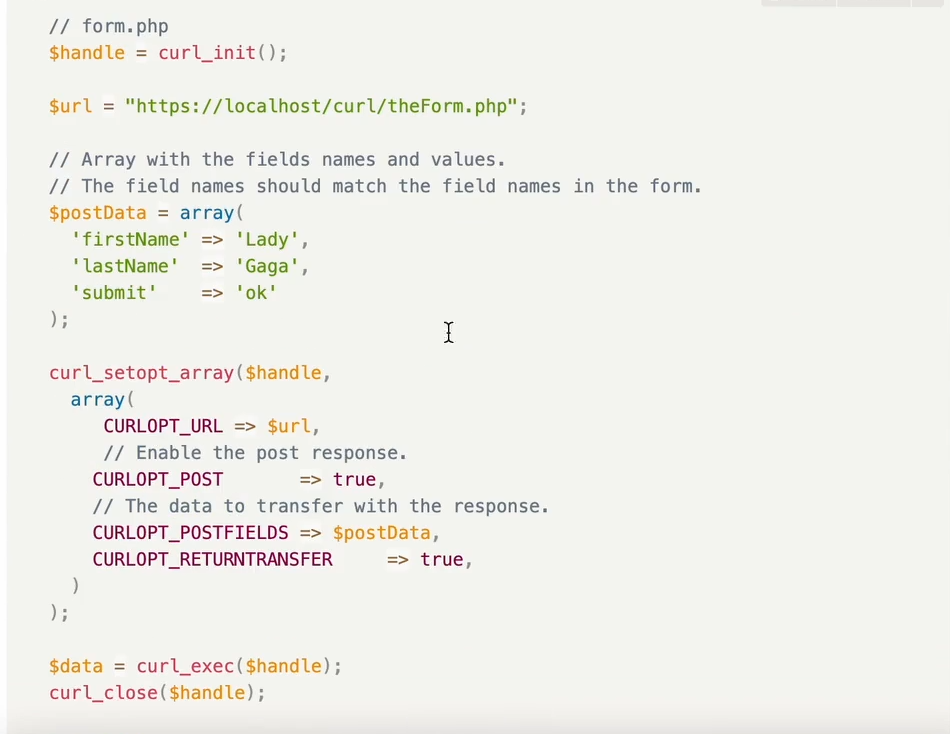 // form.php
$handle = curl_init();
$url = "https://localhost/curl/theForm.php";
// Array with the fields names and values.
// The field names should match the field names in the form.
$postData = array(
'firstName' => 'Lady',
'lastName' => 'Gaga',
'submit' => 'ok'
);
curl_setopt_array($handle,
array(
CURLOPT_URL => $url,
// Enable the post response.
CURLOPT_POST => true,
// The data to transfer with the response.
CURLOPT_POSTFIELDS => $postData,
CURLOPT_RETURNTRANSFER => true,
)
);
$data = curl_exec($handle);
curl_close($handle);